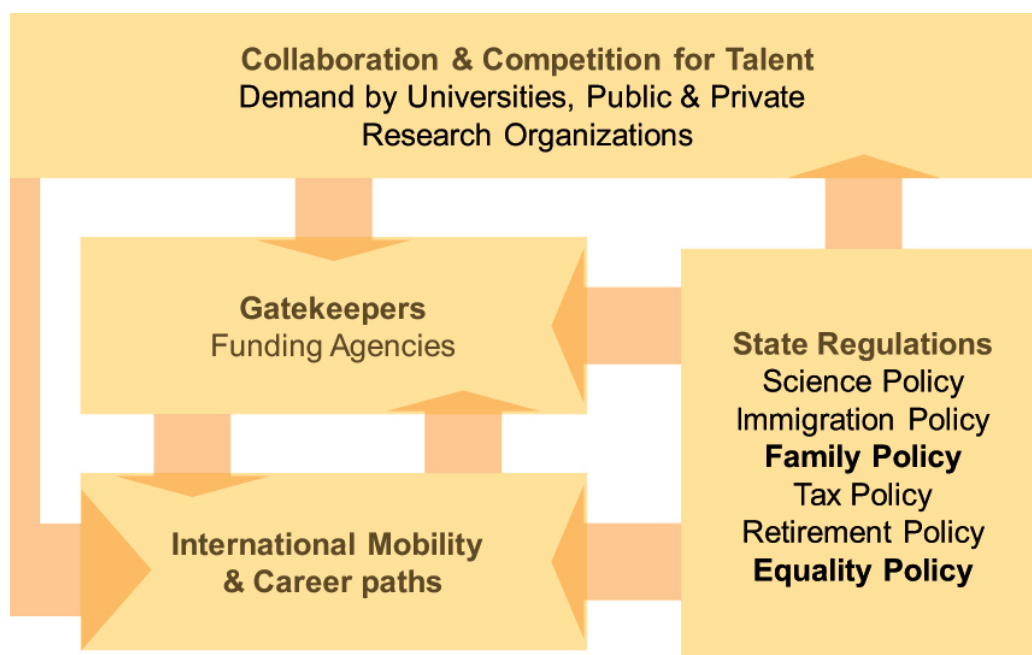 Collaboration & Competition for Talent
Demand by Universities, Public & Private
Research Organizations
Gatekeepers
Funding Agencies
International Mobility
& Career paths
State Regulations
Science Policy
Immigration Policy
Family Policy
Tax Policy
Retirement Policy
Equality Policy